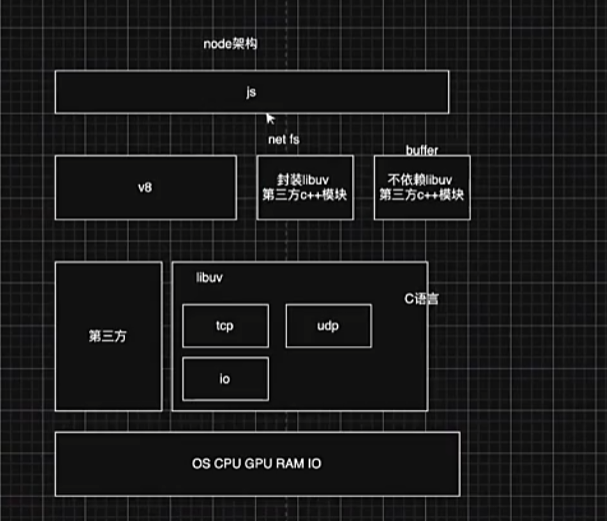 node架构
js
net fs
buffer
v8
封装libuv
第三方c++模块
不依赖libuv
第三方c++模块
libuv
C语言
tcp
udp
第三方
io
OS CPU GPU RAM IO